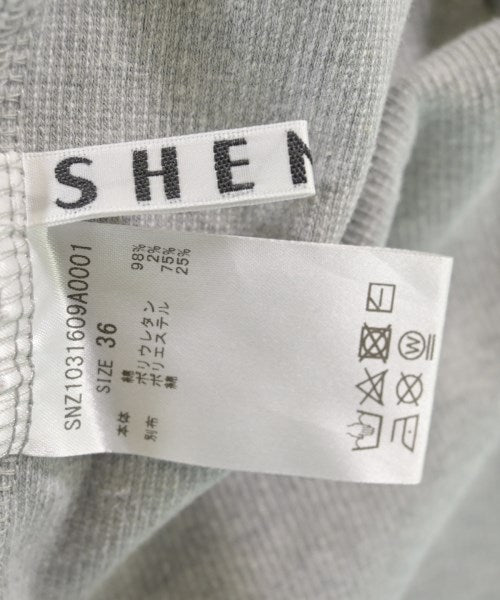 SHEN
SNZ1031609A0001
SIZE 36
本体 綿 98%
ポリウレタン 2%
別布 ポリエステル 75%
綿 25%
W